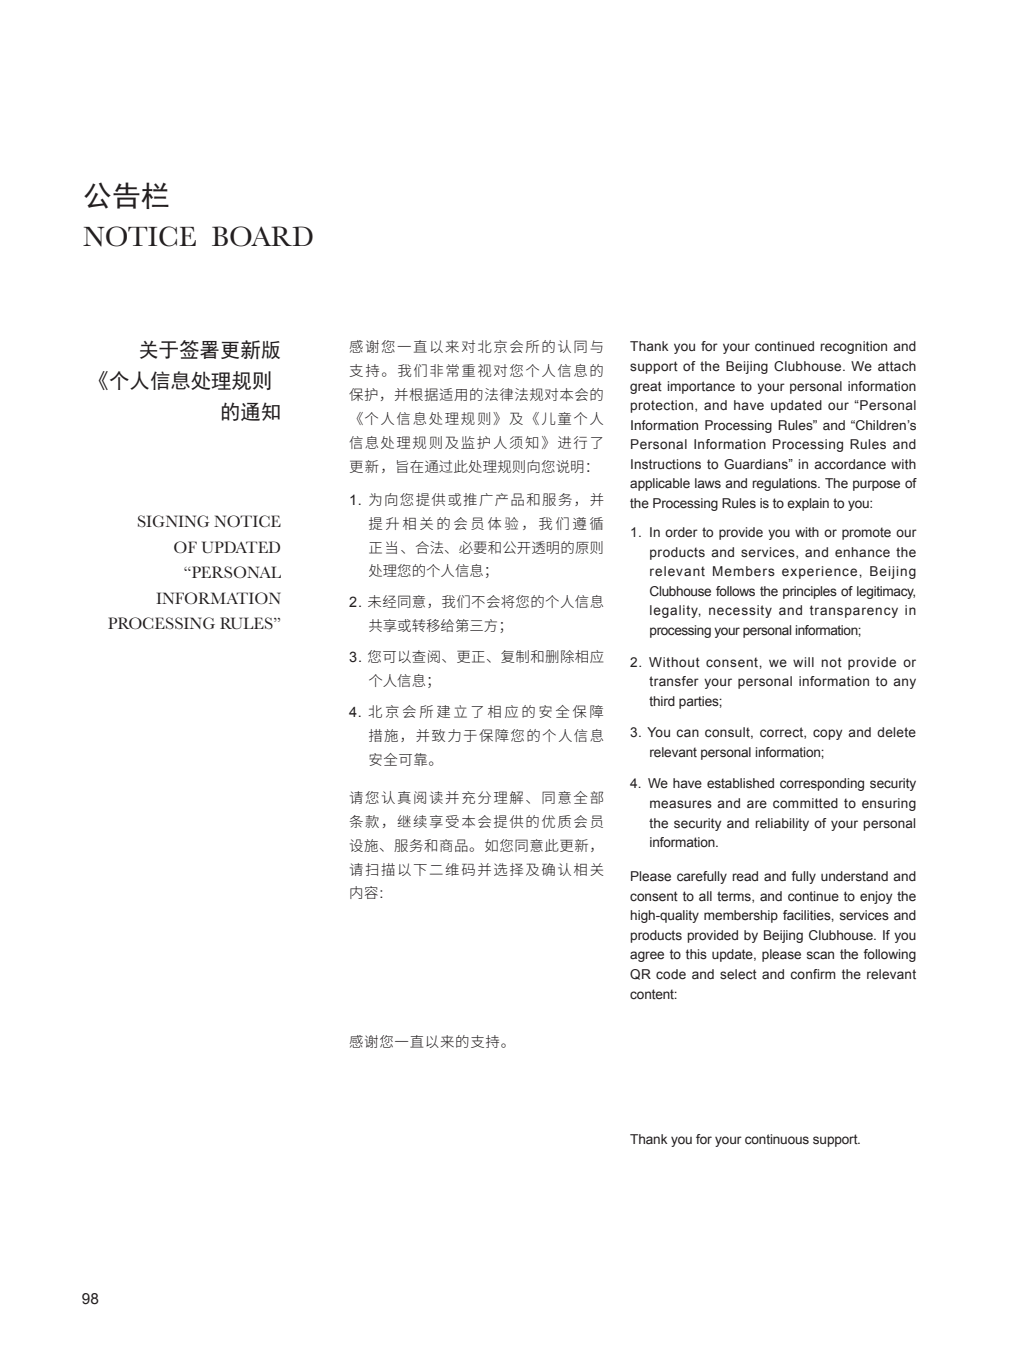 公告栏
NOTICE BOARD
关于签署更新版
《个人信息处理规则
的通知
SIGNING NOTICE
OF UPDATED
“PERSONAL
INFORMATION
PROCESSING RULES”
感谢您一直以来对北京会所的认同与
支持。我们非常重视对您个人信息的
保护，并根据适用的法律法规对本会的
《个人信息处理规则》及《儿童个人
信息处理规则及监护人须知》进行了
更新，旨在通过此处理规则向您说明：
1. 为向您提供或推广产品和服务，并
提升相关的会员体验，我们遵循
正当、合法、必要和公开透明的原则
处理您的个人信息；
2. 未经同意，我们不会将您的个人信息
共享或转移给第三方；
3. 您可以查阅、更正、复制和删除相应
个人信息；
4. 北京会所建立了相应的安全保障
措施，并致力于保障您的个人信息
安全可靠。
请您认真阅读并充分理解、同意全部
条款，继续享受本会提供的优质会员
设施、服务和商品。如您同意此更新，
请扫描以下二维码并选择及确认相关
内容：
感谢您一直以来的支持。
Thank you for your continued recognition and
support of the Beijing Clubhouse. We attach
great importance to your personal information
protection, and have updated our “Personal
Information Processing Rules” and “Children’s
Personal Information Processing Rules and
Instructions to Guardians” in accordance with
applicable laws and regulations. The purpose of
the Processing Rules is to explain to you:
1. In order to provide you with or promote our
products and services, and enhance the
relevant Members experience, Beijing
Clubhouse follows the principles of legitimacy,
legality, necessity and transparency in
processing your personal information;
2. Without consent, we will not provide or
transfer your personal information to any
third parties;
3. You can consult, correct, copy and delete
relevant personal information;
4. We have established corresponding security
measures and are committed to ensuring
the security and reliability of your personal
information.
Please carefully read and fully understand and
consent to all terms, and continue to enjoy the
high-quality membership facilities, services and
products provided by Beijing Clubhouse. If you
agree to this update, please scan the following
QR code and select and confirm the relevant
content:
Thank you for your continuous support.
98